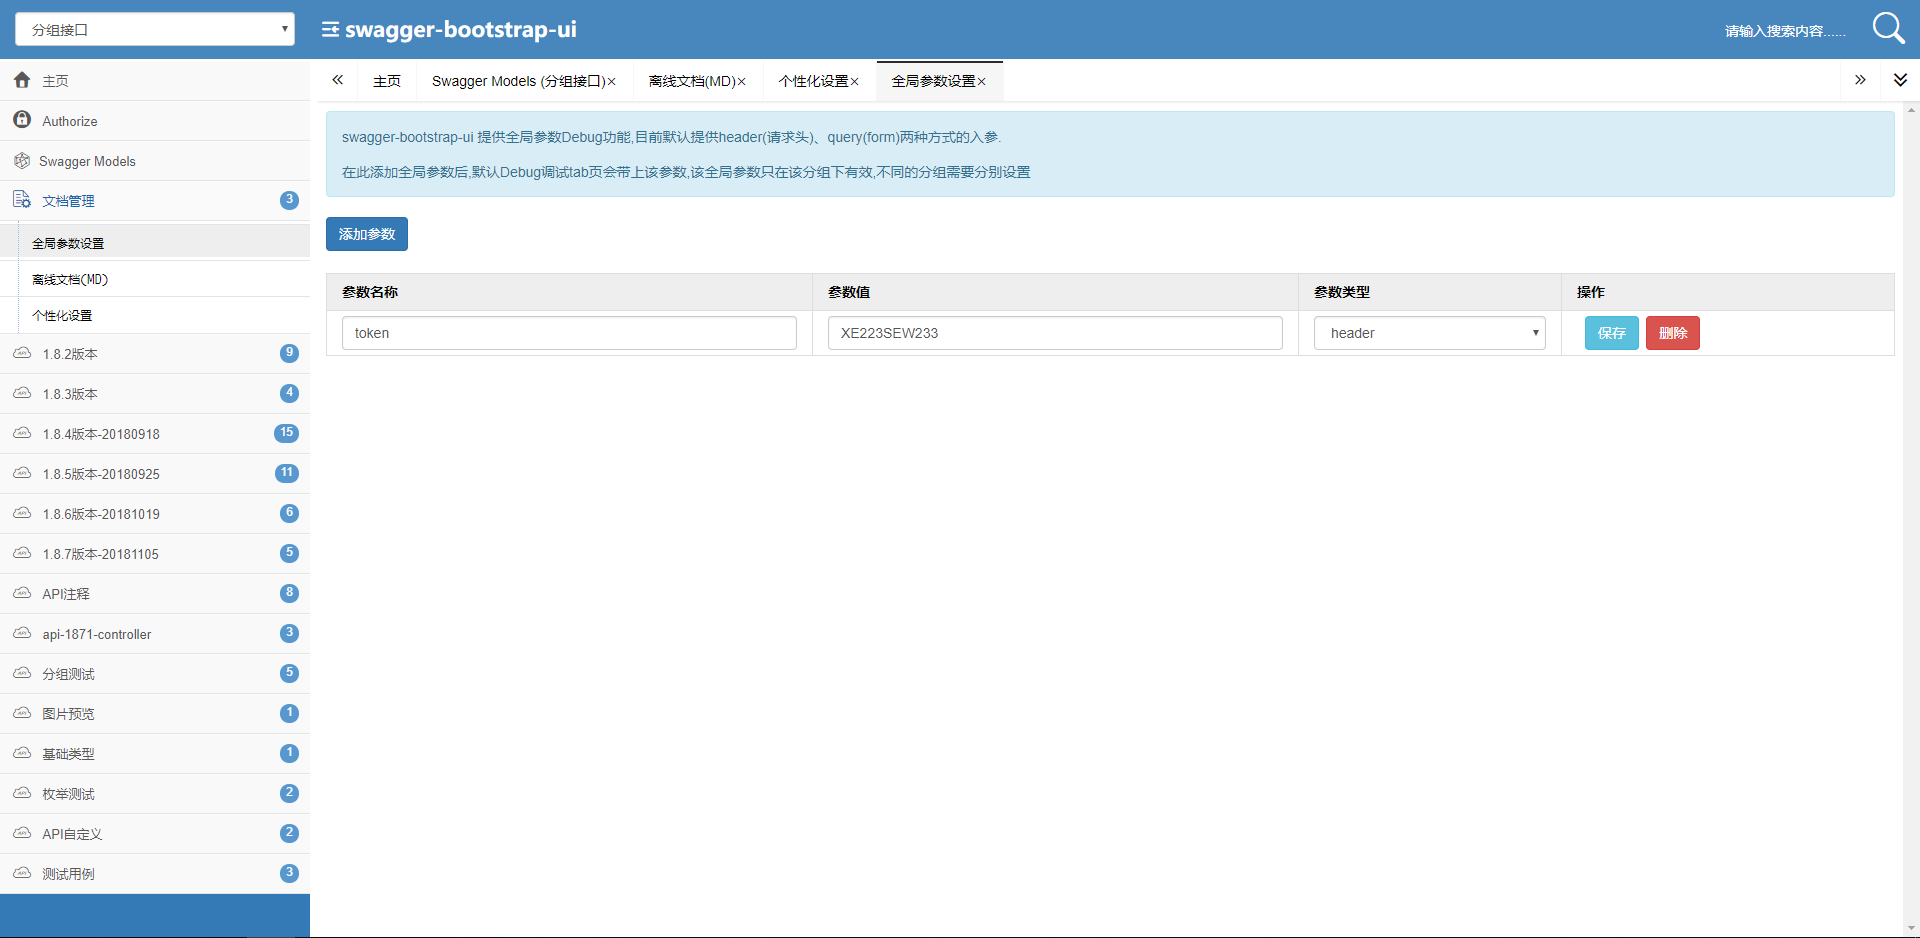 分组接口
swagger-bootstrap-ui
请输入搜索内容......
主页
Authorize
Swagger Models
文档管理 3
全局参数设置
离线文档(MD)
个性化设置
1.8.2版本 9
1.8.3版本 4
1.8.4版本-20180918 15
1.8.5版本-20180925 11
1.8.6版本-20181019 6
1.8.7版本-20181105 5
API注释 8
api-1871-controller 3
分组测试 5
图片预览 1
基础类型 1
枚举测试 2
API自定义 2
测试用例 3
主页 Swagger Models (分组接口)× 离线文档(MD)× 个性化设置× 全局参数设置×
swagger-bootstrap-ui 提供全局参数Debug功能,目前默认提供header(请求头)、query(form)两种方式的入参.
在此添加全局参数后,默认Debug调试tab页会带上该参数,该全局参数只在该分组下有效,不同的分组需要分别设置
添加参数
参数名称 参数值 参数类型 操作
token XE223SEW233 header 保存 删除